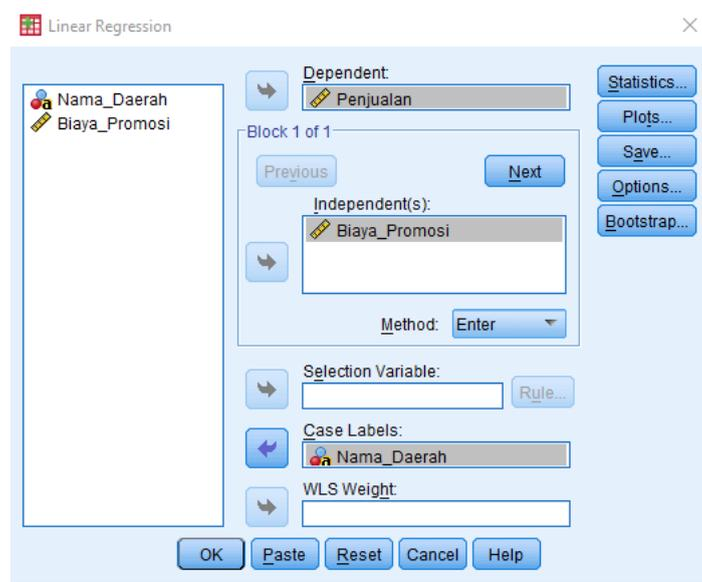 Linear Regression
Nama_Daerah
Biaya_Promosi
Dependent:
Penjualan
Block 1 of 1
Previous
Next
Independent(s):
Biaya_Promosi
Method:
Enter
Selection Variable:
Rule...
Case Labels:
Nama_Daerah
WLS Weight:
Statistics...
Plots...
Save...
Options...
Bootstrap...
OK
Paste
Reset
Cancel
Help